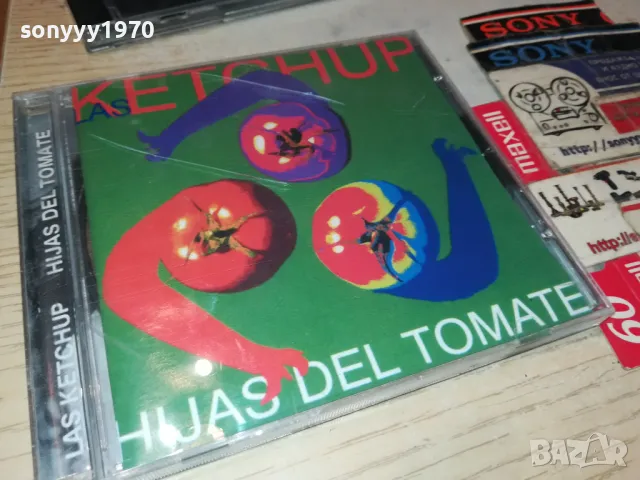 sonyyy1970
LAS KETCHUP
HIJAS DEL TOMATE
LAS KETCHUP HIJAS DEL TOMATE
SONY
SONY
maxell
http://sony
http://
60
BAZAR